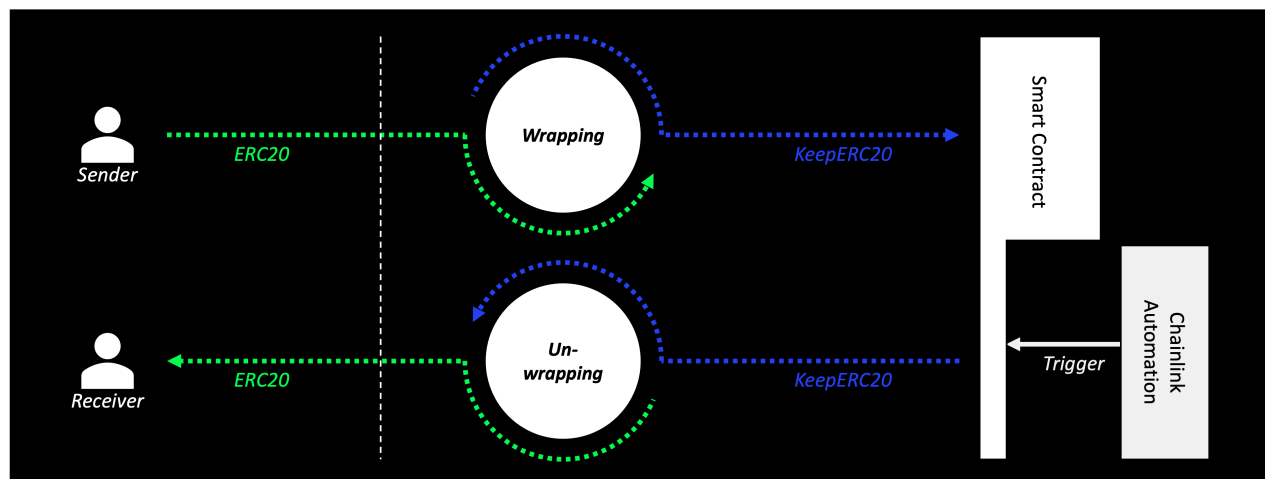 Sender
ERC20
Wrapping
KeepERC20
Smart Contract
Receiver
ERC20
Un-
wrapping
KeepERC20
Trigger
Chainlink
Automation